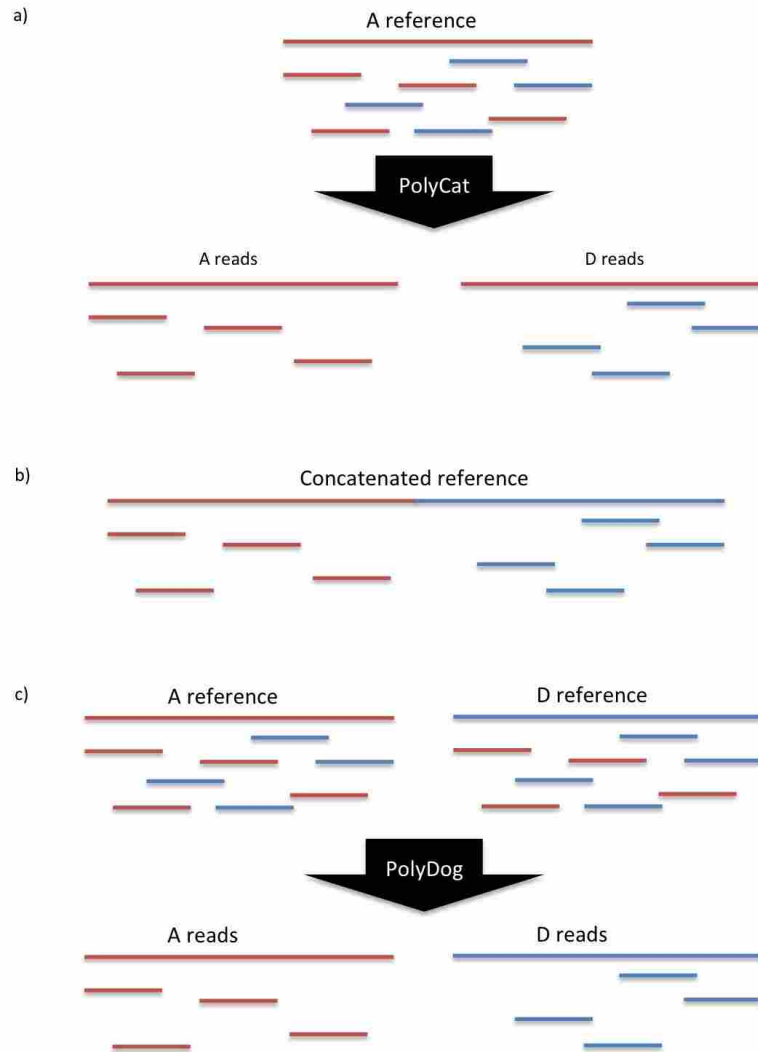 a)
A reference
PolyCat
A reads
D reads
b)
Concatenated reference
c)
A reference
D reference
PolyDog
A reads
D reads